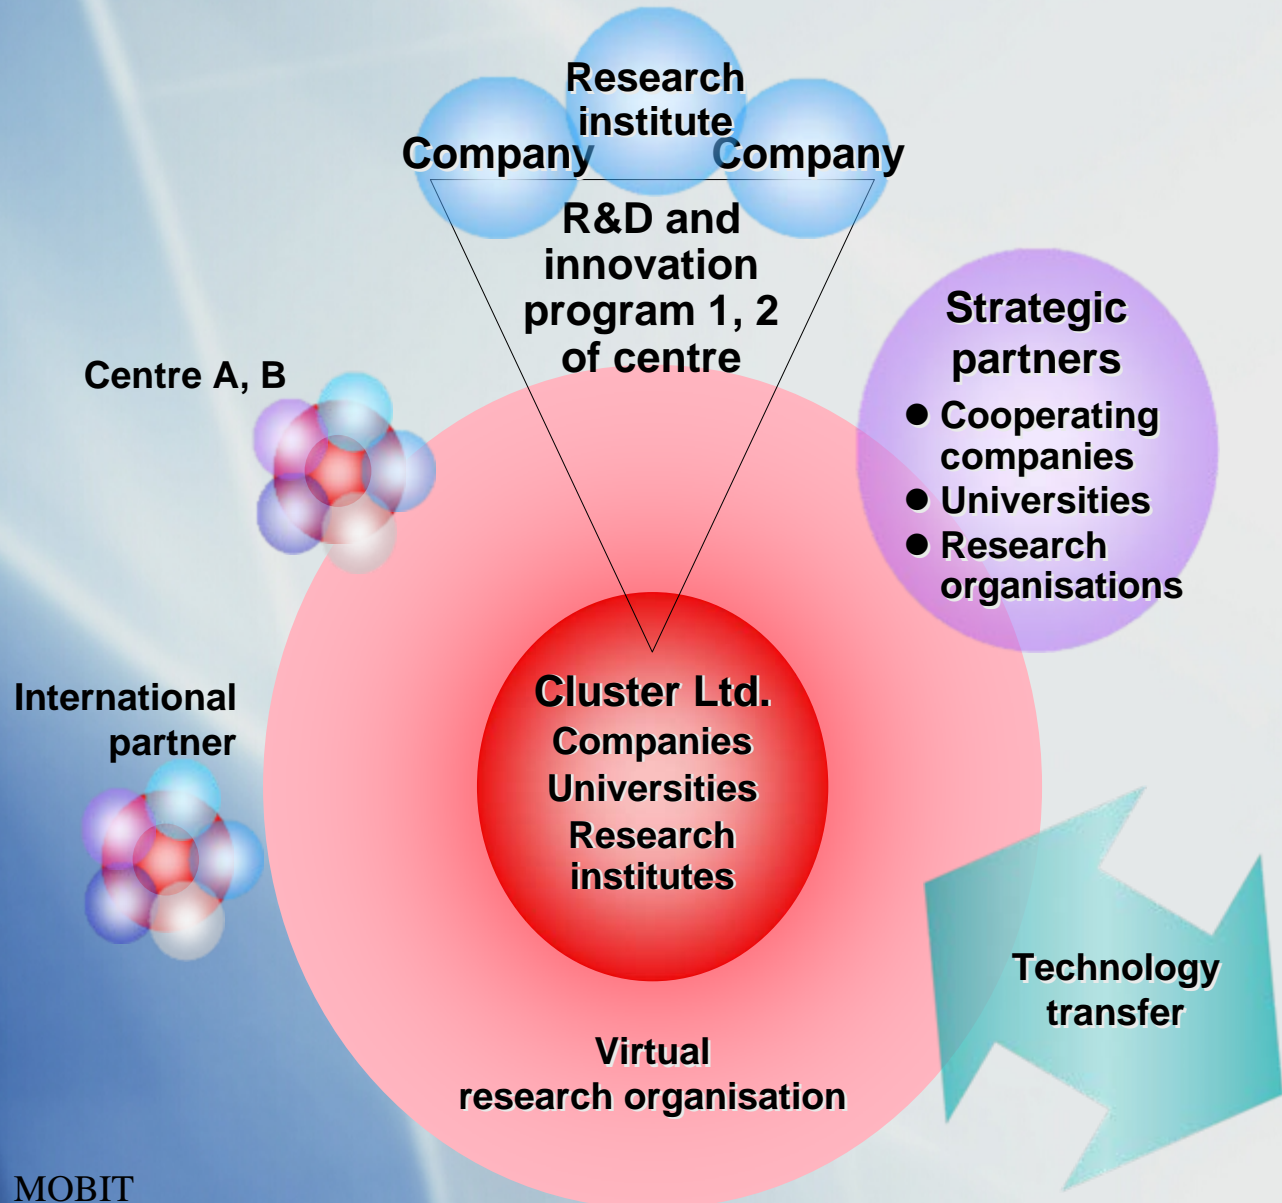 Research
institute
Company Company
R&D and
innovation
program 1, 2
of centre
Strategic
partners
● Cooperating
companies
● Universities
● Research
organisations
Centre A, B
International
partner
Cluster Ltd.
Companies
Universities
Research
institutes
Technology
transfer
Virtual
research organisation
MOBIT